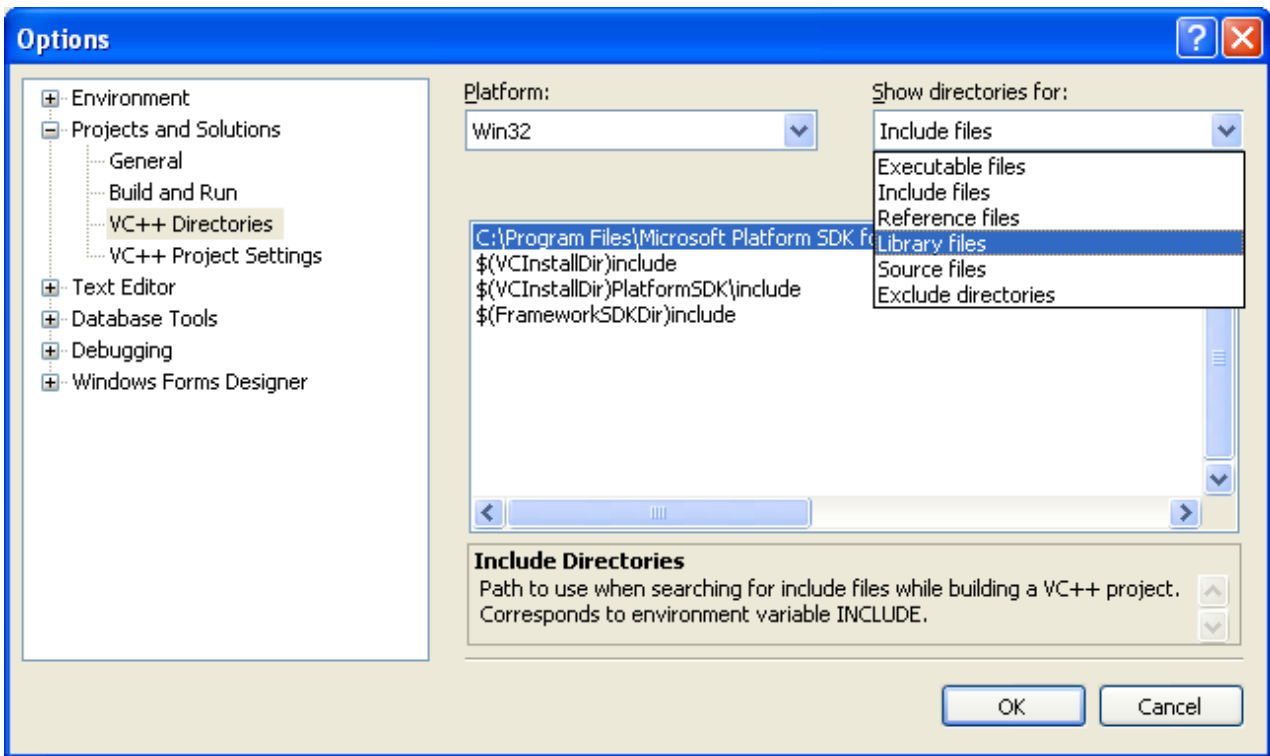 Options
Environment
Projects and Solutions
General
Build and Run
VC++ Directories
VC++ Project Settings
Text Editor
Database Tools
Debugging
Windows Forms Designer
Platform:
Win32
Show directories for:
Include files
Executable files
Include files
Reference files
Library files
Source files
Exclude directories
C:\Program Files\Microsoft Platform SDK
$(VCInstallDir)include
$(VCInstallDir)PlatformSDK\include
$(FrameworkSDKDir)include
Include Directories
Path to use when searching for include files while building a VC++ project.
Corresponds to environment variable INCLUDE.
OK
Cancel